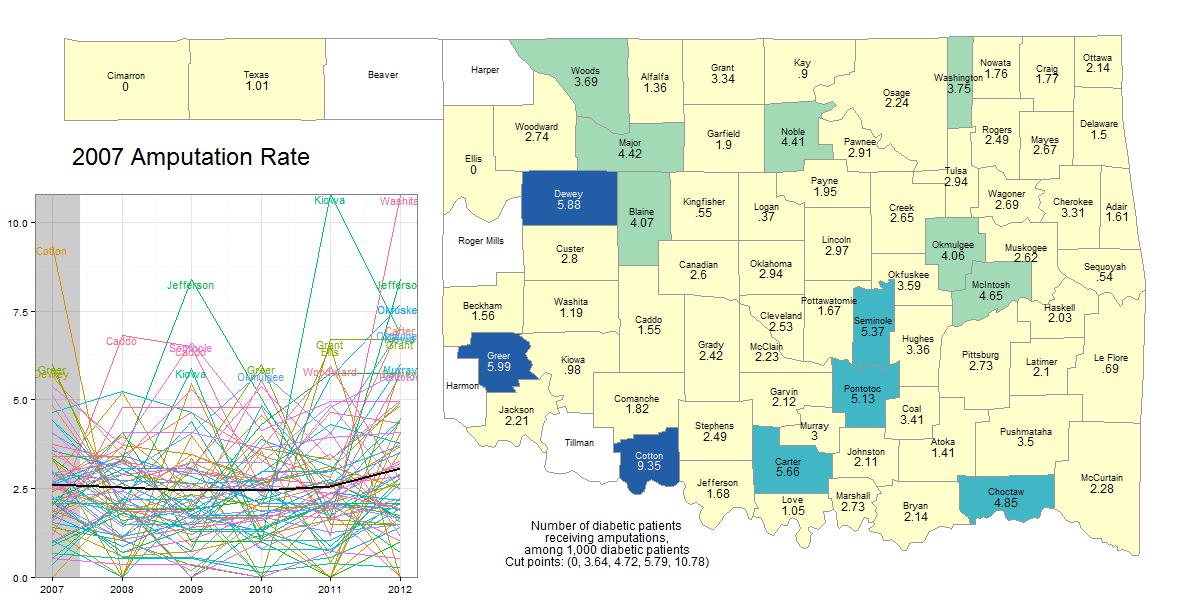 2007 Amputation Rate
10.0
7.5
5.0
2.5
0.0
2007 2008 2009 2010 2011 2012
Cotton
Greer
Caddo
Jefferson
Seminole
Caddo
Kiowa
Greer
Okmulgee
Kiowa
Grant
Ellis
Woodward
Washita
Jefferso
Okfuske
Carter
Grant
Murray
Cimarron
0
Texas
1.01
Beaver
Harper
Woods
3.69
Alfalfa
1.36
Grant
3.34
Kay
.9
Osage
2.24
Washington
3.75
Nowata
1.76
Craig
1.77
Ottawa
2.14
Ellis
0
Woodward
2.74
Major
4.42
Garfield
1.9
Noble
4.41
Pawnee
2.91
Tulsa
2.94
Rogers
2.49
Mayes
2.67
Delaware
1.5
Dewey
5.88
Blaine
4.07
Kingfisher
.55
Logan
.37
Payne
1.95
Creek
2.65
Wagoner
2.69
Cherokee
3.31
Adair
1.61
Roger Mills
Custer
2.8
Canadian
2.6
Oklahoma
2.94
Lincoln
2.97
Okmulgee
4.06
Muskogee
2.62
Okfuskee
3.59
McIntosh
4.65
Sequoyah
.54
Beckham
1.56
Washita
1.19
Caddo
1.55
Cleveland
2.53
Pottawatomie
1.67
Seminole
5.37
Haskell
2.03
Greer
5.99
Kiowa
.98
Grady
2.42
McClain
2.23
Hughes
3.36
Pittsburg
2.73
Latimer
2.1
Le Flore
.69
Harmon
Jackson
2.21
Comanche
1.82
Garvin
2.12
Pontotoc
5.13
Coal
3.41
Tillman
Cotton
9.35
Stephens
2.49
Murray
3
Carter
5.66
Johnston
2.11
Atoka
1.41
Pushmataha
3.5
Jefferson
1.68
Love
1.05
Marshall
2.73
Bryan
2.14
Choctaw
4.85
McCurtain
2.28
Number of diabetic patients
receiving amputations,
among 1,000 diabetic patients
Cut points: (0, 3.64, 4.72, 5.79, 10.78)